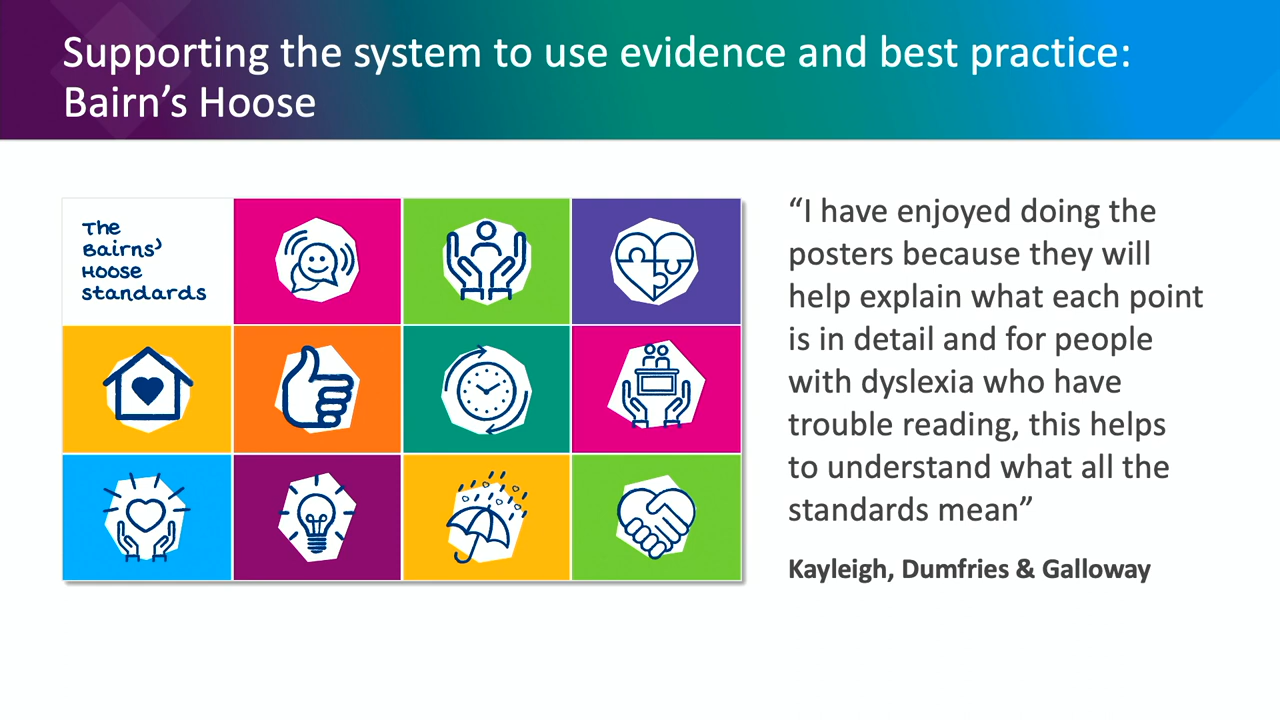 Supporting the system to use evidence and best practice:
Bairn’s Hoose
The
Bairns’
Hoose
standards
“I have enjoyed doing the
posters because they will
help explain what each point
is in detail and for people
with dyslexia who have
trouble reading, this helps
to understand what all the
standards mean”
Kayleigh, Dumfries & Galloway